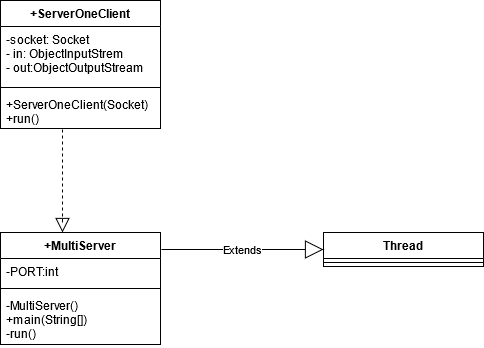 +ServerOneClient
-socket: Socket
- in: ObjectInputStrem
- out:ObjectOutputStream
+ServerOneClient(Socket)
+run()
+MultiServer
Extends
Thread
-PORT:int
-MultiServer()
+main(String[])
-run()